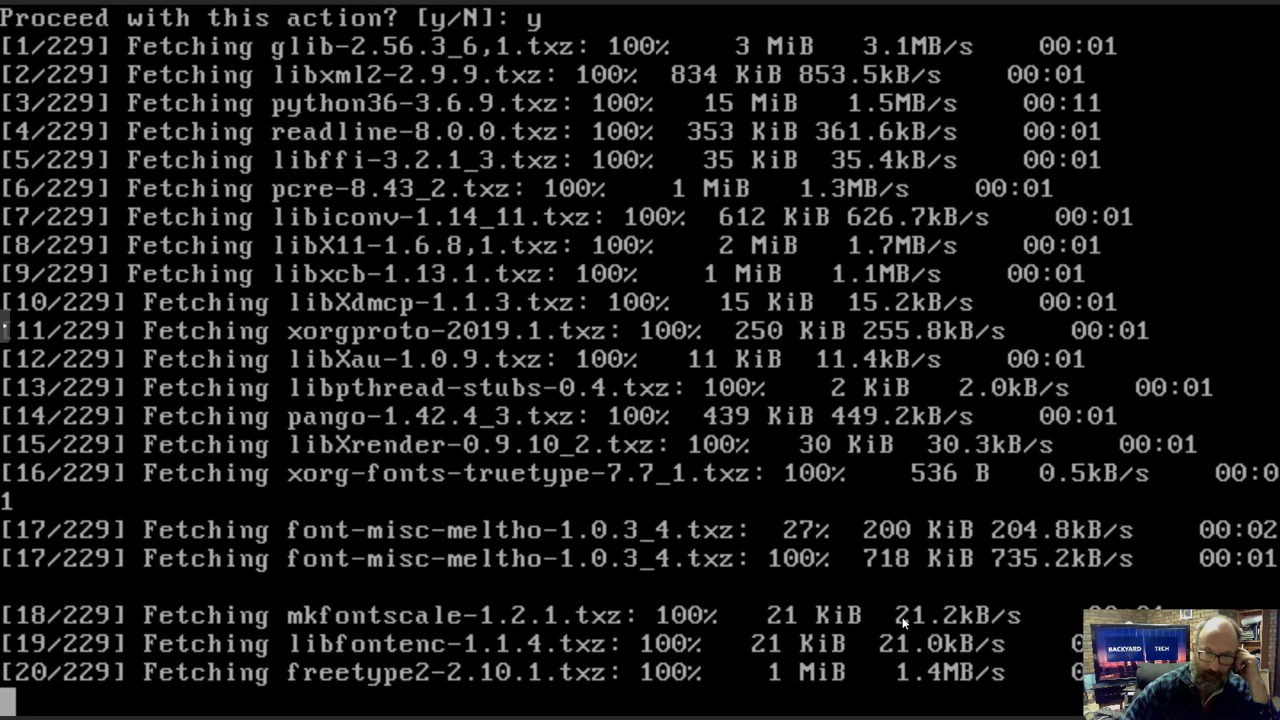 Proceed with this action? [y/N]: y
[1/229] Fetching glib-2.56.3_6,1.txz: 100% 3 MiB 3.1MB/s 00:01
[2/229] Fetching libxml2-2.9.9.txz: 100% 834 KiB 853.5kB/s 00:01
[3/229] Fetching python36-3.6.9.txz: 100% 15 MiB 1.5MB/s 00:11
[4/229] Fetching readline-8.0.0.txz: 100% 353 KiB 361.6kB/s 00:01
[5/229] Fetching libffi-3.2.1_3.txz: 100% 35 KiB 35.4kB/s 00:01
[6/229] Fetching pcre-8.43_2.txz: 100% 1 MiB 1.3MB/s 00:01
[7/229] Fetching libiconv-1.14_11.txz: 100% 612 KiB 626.7kB/s 00:01
[8/229] Fetching libX11-1.6.8,1.txz: 100% 2 MiB 1.7MB/s 00:01
[9/229] Fetching libxcb-1.13.1.txz: 100% 1 MiB 1.1MB/s 00:01
[10/229] Fetching libXdmcp-1.1.3.txz: 100% 15 KiB 15.2kB/s 00:01
[11/229] Fetching xorgproto-2019.1.txz: 100% 250 KiB 255.8kB/s 00:01
[12/229] Fetching libXau-1.0.9.txz: 100% 11 KiB 11.4kB/s 00:01
[13/229] Fetching libpthread-stubs-0.4.txz: 100% 2 KiB 2.0kB/s 00:01
[14/229] Fetching pango-1.42.4_3.txz: 100% 439 KiB 449.2kB/s 00:01
[15/229] Fetching libXrender-0.9.10_2.txz: 100% 30 KiB 30.3kB/s 00:01
[16/229] Fetching xorg-fonts-truetype-7.7_1.txz: 100% 536 B 0.5kB/s 00:0
1
[17/229] Fetching font-misc-meltho-1.0.3_4.txz: 27% 200 KiB 204.8kB/s 00:02
[17/229] Fetching font-misc-meltho-1.0.3_4.txz: 100% 718 KiB 735.2kB/s 00:01
[18/229] Fetching mkfontscale-1.2.1.txz: 100% 21 KiB 21.2kB/s
[19/229] Fetching libfontenc-1.1.4.txz: 100% 21 KiB 21.0kB/s
[20/229] Fetching freetype2-2.10.1.txz: 100% 1 MiB 1.4MB/s
BACKYARD TECH